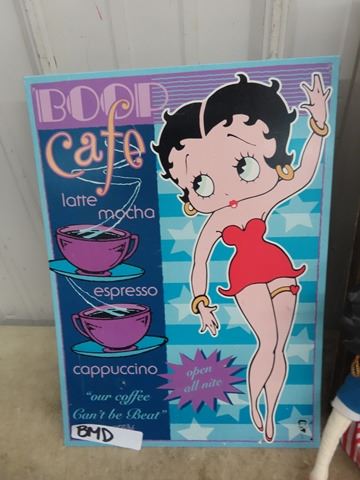 BOOP
cafe
latte
mocha
espresso
cappuccino
open
all nite
"our coffee
Can't be Beat"
BMD